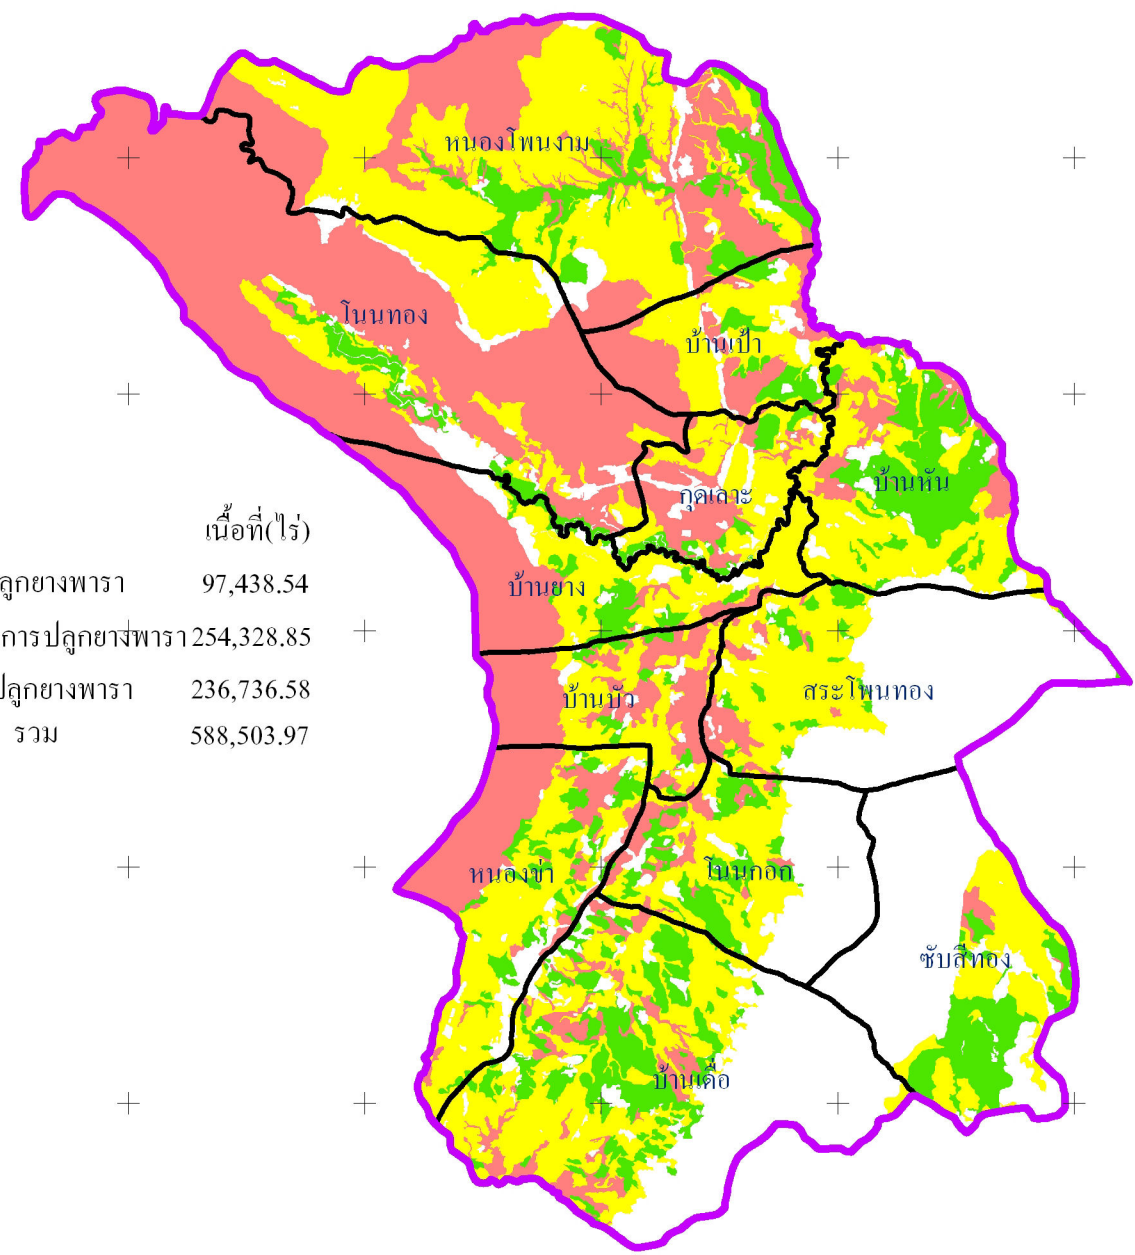 หนองโพนงาม
โนนทอง
บ้านเป้า
บ้านหัน
กุดเลาะ
เนื้อที่(ไร่)
ลูกยางพารา 97,438.54
การปลูกยางพารา 254,328.85
ปลูกยางพารา 236,736.58
รวม 588,503.97
บ้านยาง
บ้านบัว
สระโพนทอง
หนองข่า
โนนกอก
ซับสีทอง
บ้านเดื่อ